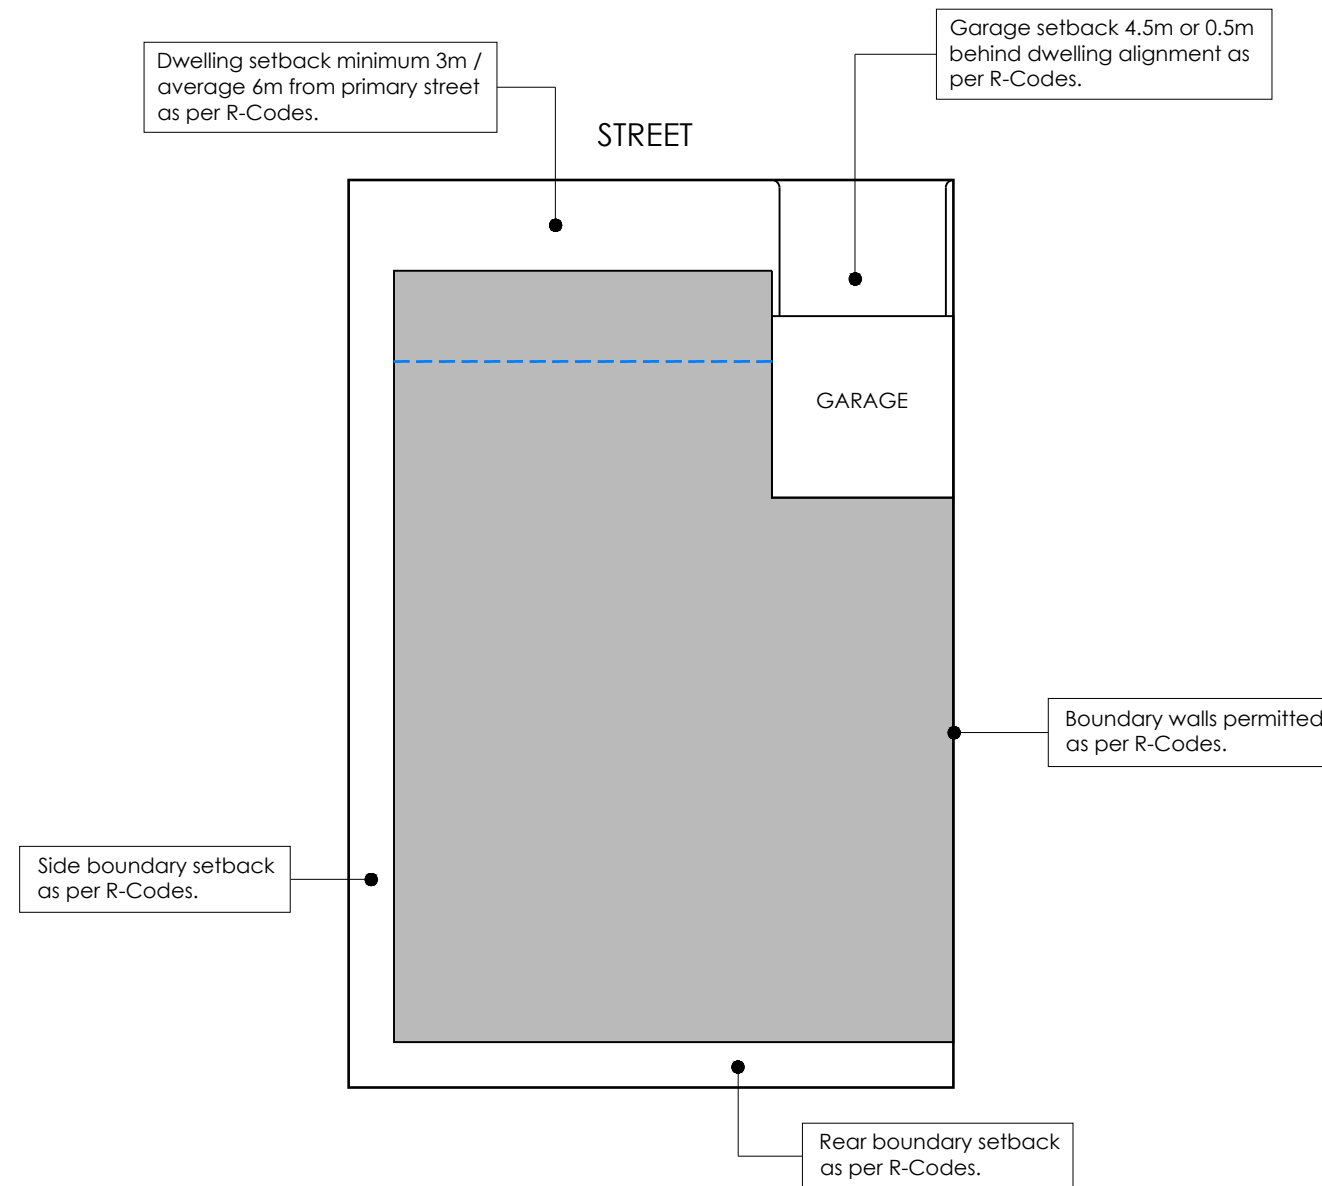 Garage setback 4.5m or 0.5m
behind dwelling alignment as
per R-Codes.
Dwelling setback minimum 3m /
average 6m from primary street
as per R-Codes.
STREET
GARAGE
Boundary walls permitted
as per R-Codes.
Side boundary setback
as per R-Codes.
Rear boundary setback
as per R-Codes.